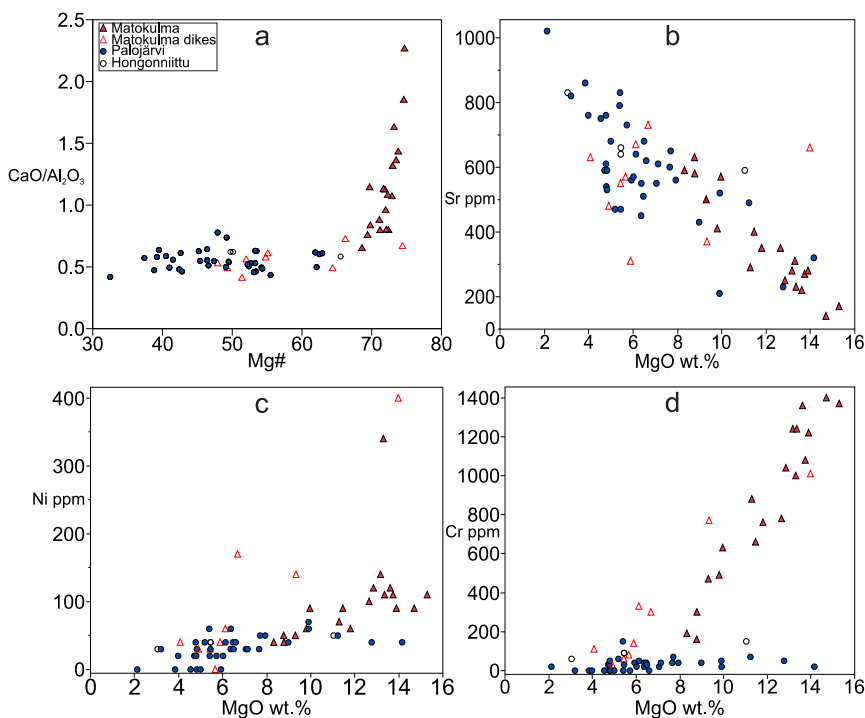 a
Matokulma
Matokulma dikes
Palojärvi
Hongonniittu
2.5
2.0
1.5
CaO/Al₂O₃
1.0
0.5
0.0
30 40 50 60 70 80
Mg#
b
1000
800
600
Sr ppm
400
200
0
0 2 4 6 8 10 12 14 16
MgO wt.%
c
400
300
Ni ppm
200
100
0
0 2 4 6 8 10 12 14 16
MgO wt.%
d
1400
1200
1000
800
Cr ppm
600
400
200
0
0 2 4 6 8 10 12 14 16
MgO wt.%